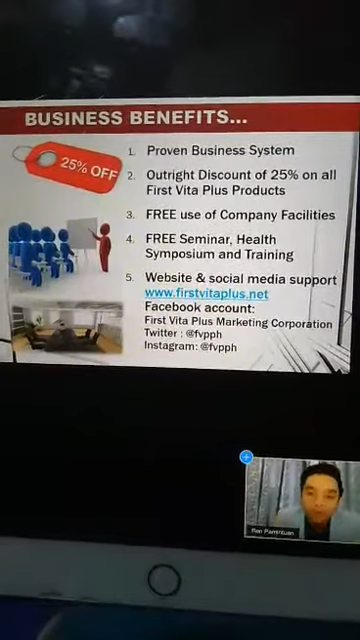 BUSINESS BENEFITS...
25% OFF
1. Proven Business System
2. Outright Discount of 25% on all
First Vita Plus Products
3. FREE use of Company Facilities
4. FREE Seminar, Health
Symposium and Training
5. Website & social media support
www.firstvitaplus.net
Facebook account:
First Vita Plus Marketing Corporation
Twitter : @fvpph
Instagram: @fvpph